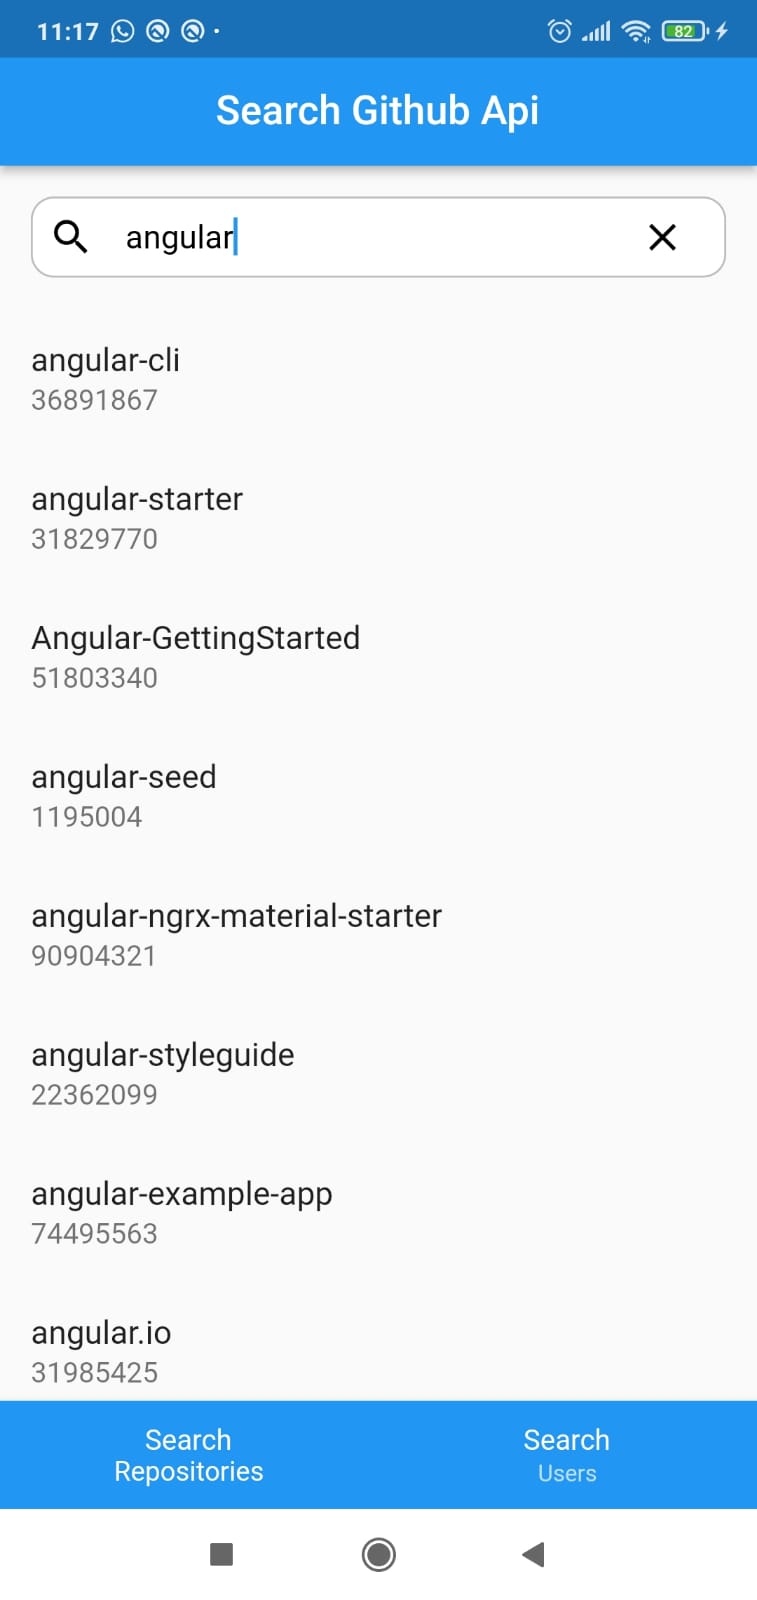 11:17
82
Search Github Api
angular
angular-cli
36891867
angular-starter
31829770
Angular-GettingStarted
51803340
angular-seed
1195004
angular-ngrx-material-starter
90904321
angular-styleguide
22362099
angular-example-app
74495563
angular.io
31985425
Search
Repositories
Search
Users